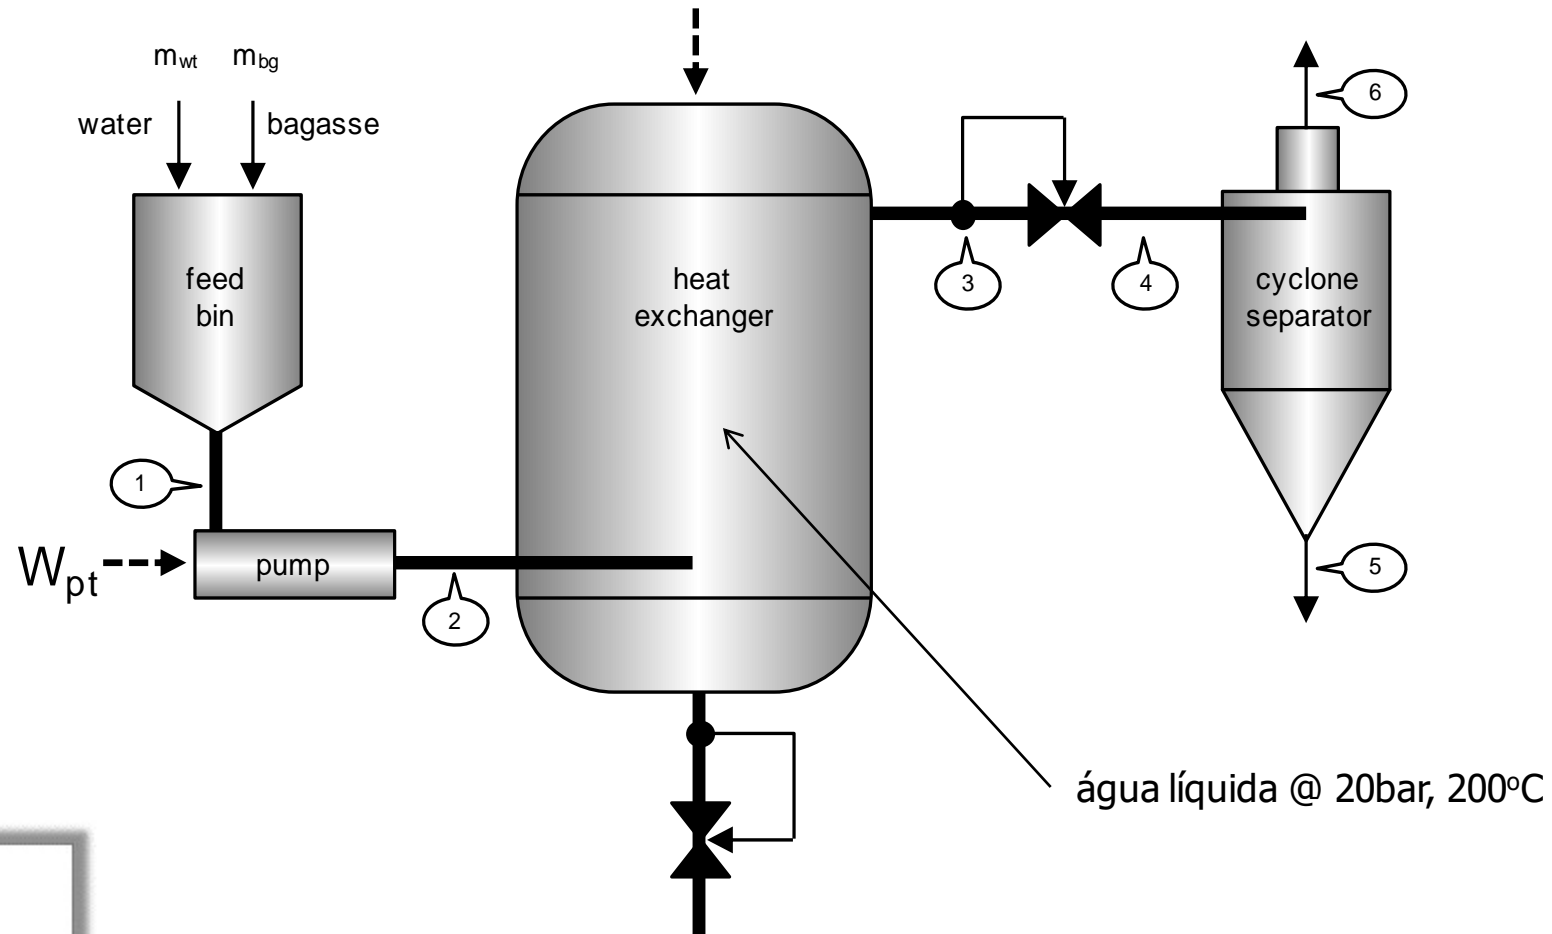 m_wt m_bg
water bagasse
feed
bin
1
W_pt
pump
2
heat
exchanger
3
4
6
cyclone
separator
5
água líquida @ 20bar, 200ºC